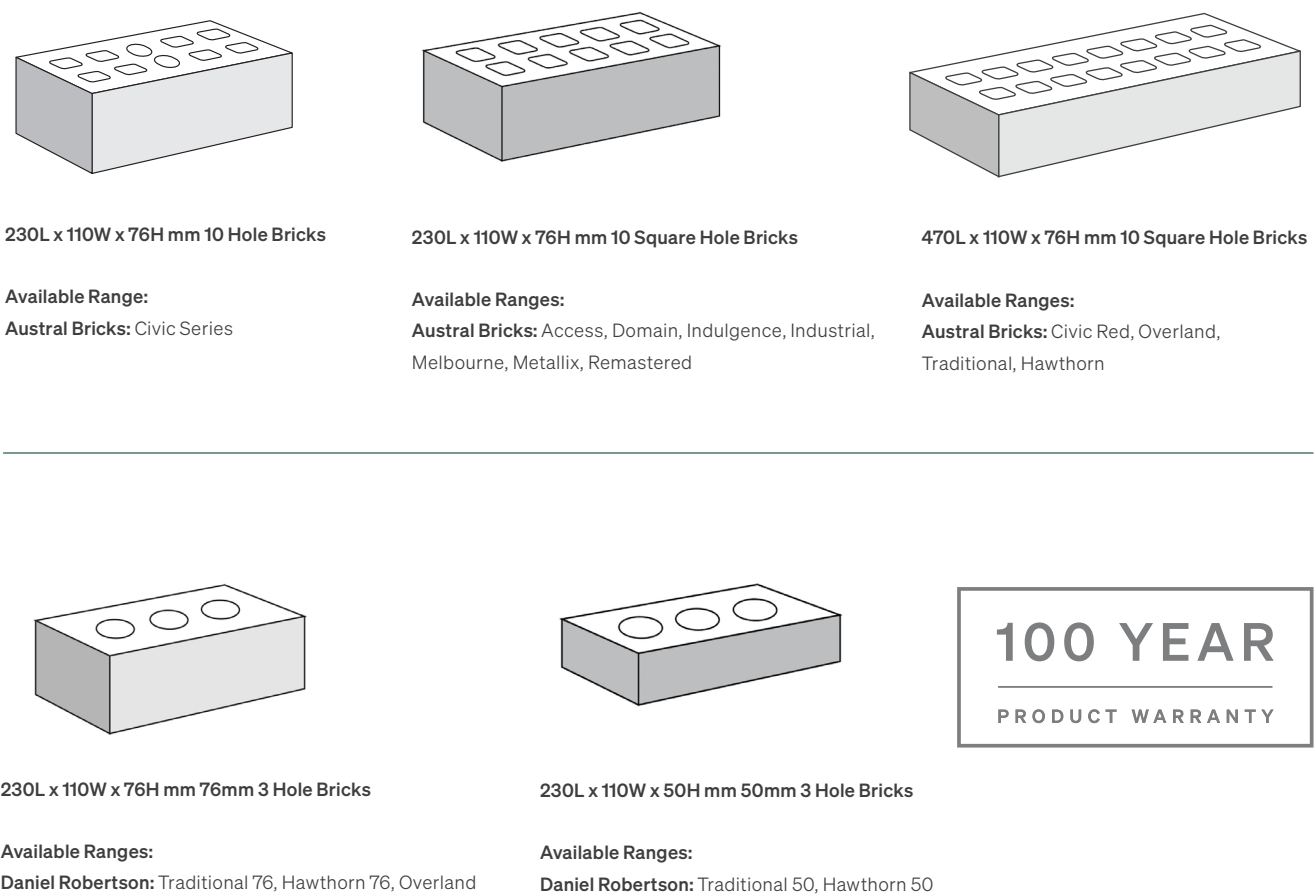 230L x 110W x 76H mm 10 Hole Bricks
Available Range:
Austral Bricks: Civic Series
230L x 110W x 76H mm 10 Square Hole Bricks
Available Ranges:
Austral Bricks: Access, Domain, Indulgence, Industrial,
Melbourne, Metallix, Remastered
470L x 110W x 76H mm 10 Square Hole Bricks
Available Ranges:
Austral Bricks: Civic Red, Overland,
Traditional, Hawthorn
230L x 110W x 76H mm 76mm 3 Hole Bricks
Available Ranges:
Daniel Robertson: Traditional 76, Hawthorn 76, Overland
230L x 110W x 50H mm 50mm 3 Hole Bricks
Available Ranges:
Daniel Robertson: Traditional 50, Hawthorn 50
100 YEAR
PRODUCT WARRANTY